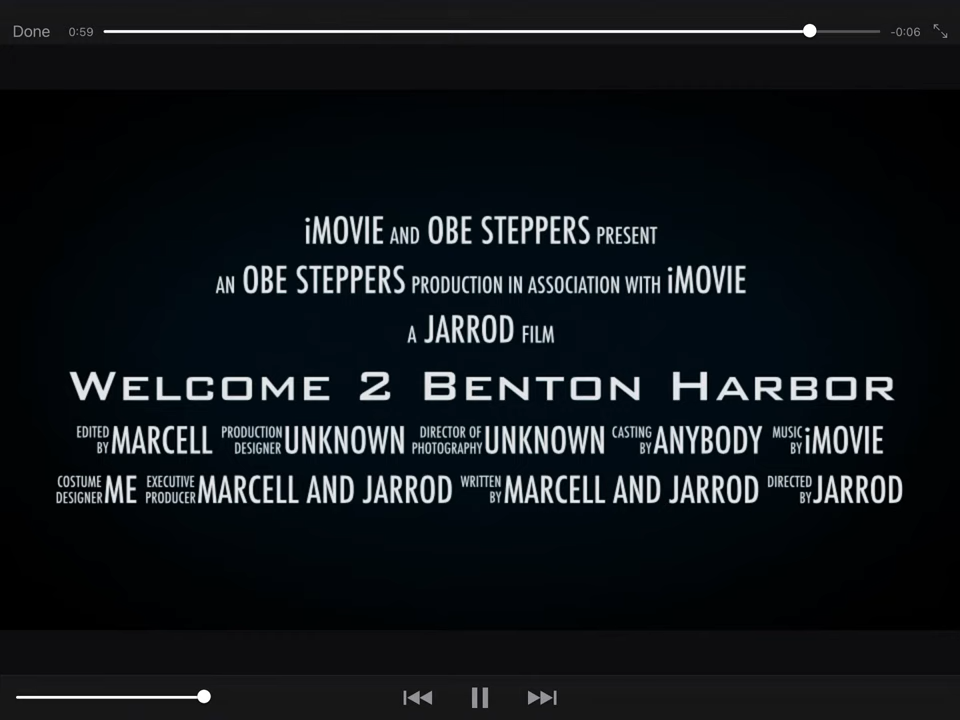 Done 0:59 -0:06
iMOVIE AND OBE STEPPERS PRESENT
AN OBE STEPPERS PRODUCTION IN ASSOCIATION WITH iMOVIE
A JARROD FILM
WELCOME 2 BENTON HARBOR
EDITED BY MARCELL PRODUCTION DESIGNER UNKNOWN DIRECTOR OF PHOTOGRAPHY UNKNOWN CASTING BY ANYBODY MUSIC BY iMOVIE
COSTUME DESIGNER ME EXECUTIVE PRODUCER MARCELL AND JARROD WRITTEN BY MARCELL AND JARROD DIRECTED BY JARROD